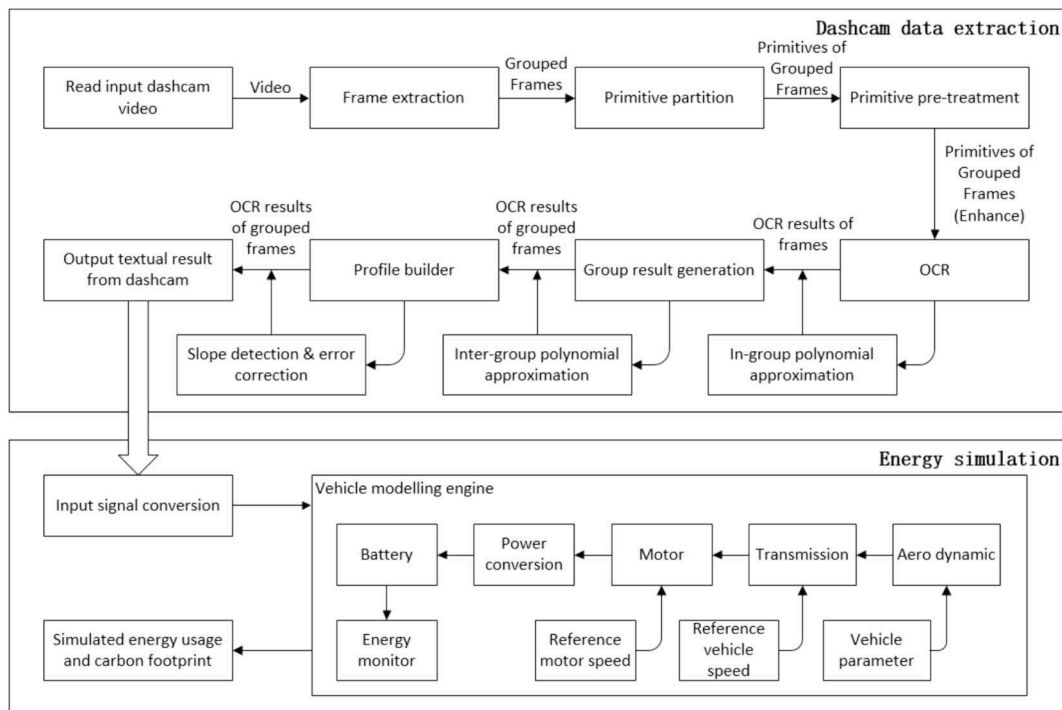 Dashcam data extraction
Read input dashcam
video
Video
Frame extraction
Grouped
Frames
Primitive partition
Primitives of
Grouped
Frames
Primitive pre-treatment
Primitives of
Grouped
Frames
(Enhance)
OCR
OCR results of
frames
Group result generation
OCR results
of grouped
frames
Profile builder
OCR results
of grouped
frames
Output textual result
from dashcam
Slope detection & error
correction
Inter-group polynomial
approximation
In-group polynomial
approximation
Energy simulation
Input signal conversion
Vehicle modelling engine
Battery
Power
conversion
Motor
Transmission
Aero dynamic
Simulated energy usage
and carbon footprint
Energy
monitor
Reference
motor speed
Reference
vehicle
speed
Vehicle
parameter